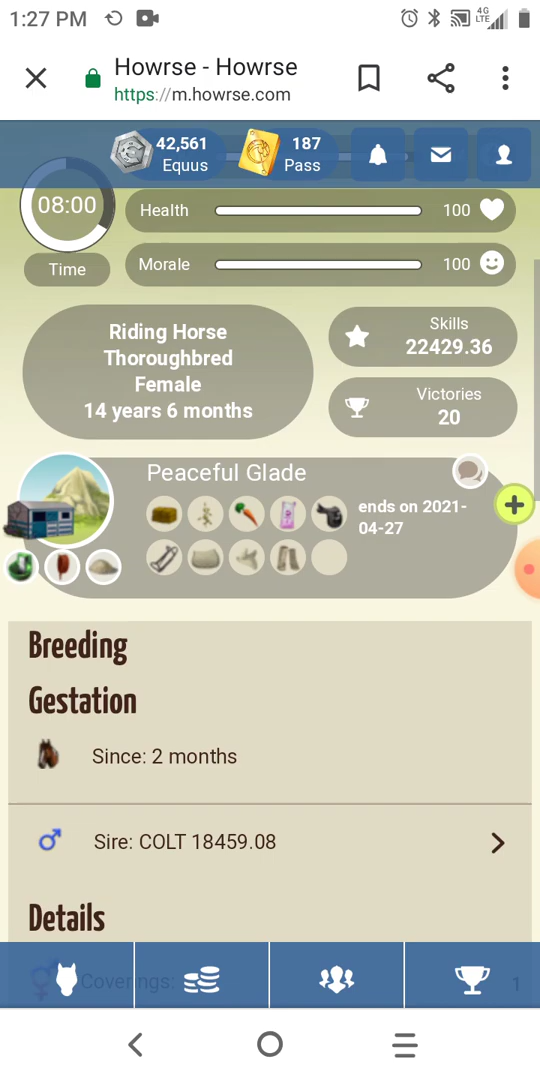 1:27 PM
4G
LTE
Howrse - Howrse
https://m.howrse.com
42,561
Equus
187
Pass
08:00
Time
Health 100
Morale 100
Riding Horse
Thoroughbred
Female
14 years 6 months
Skills
22429.36
Victories
20
Peaceful Glade
ends on 2021-
04-27
Breeding
Gestation
Since: 2 months
Sire: COLT 18459.08
Details
Coverings: 1